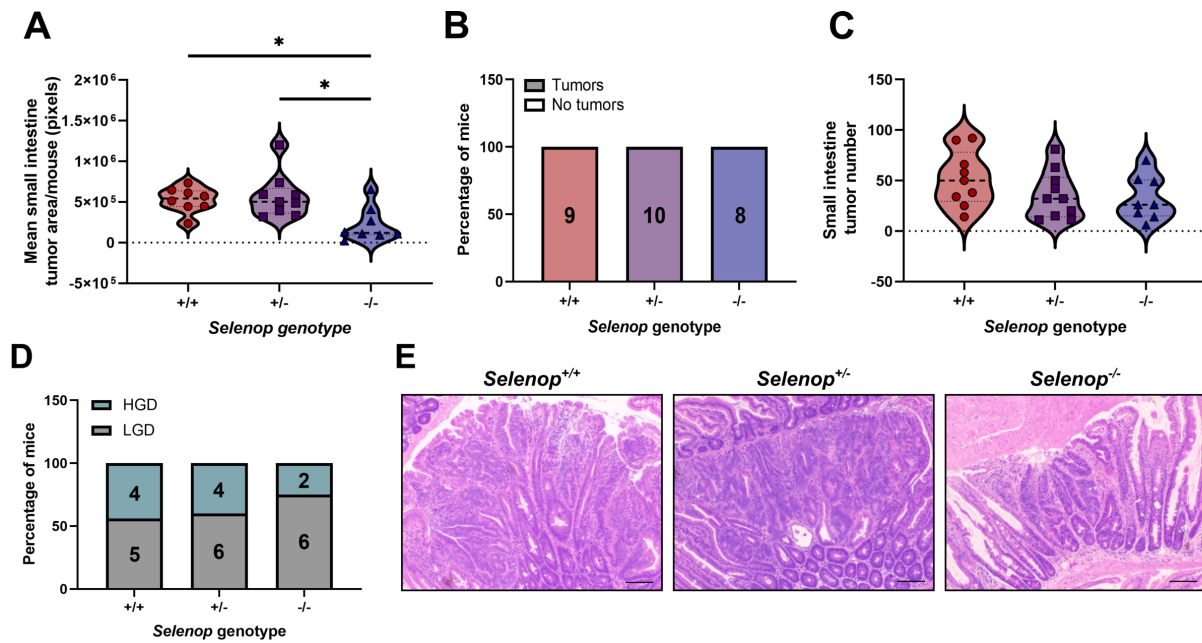 A
*
*
2×10⁶
1×10⁶
1×10⁶
5×10⁵
0
-5×10⁵
Mean small intestine
tumor area/mouse (pixels)
+/+
+/-
-/-
Selenop genotype
B
150
100
50
0
Percentage of mice
Tumors
No tumors
9
10
8
+/+
+/-
-/-
Selenop genotype
C
150
100
50
0
-50
Small intestine
tumor number
+/+
+/-
-/-
Selenop genotype
D
150
100
50
0
Percentage of mice
HGD
LGD
4
4
2
5
6
6
+/+
+/-
-/-
Selenop genotype
E
Selenop+/+
Selenop+/-
Selenop-/-